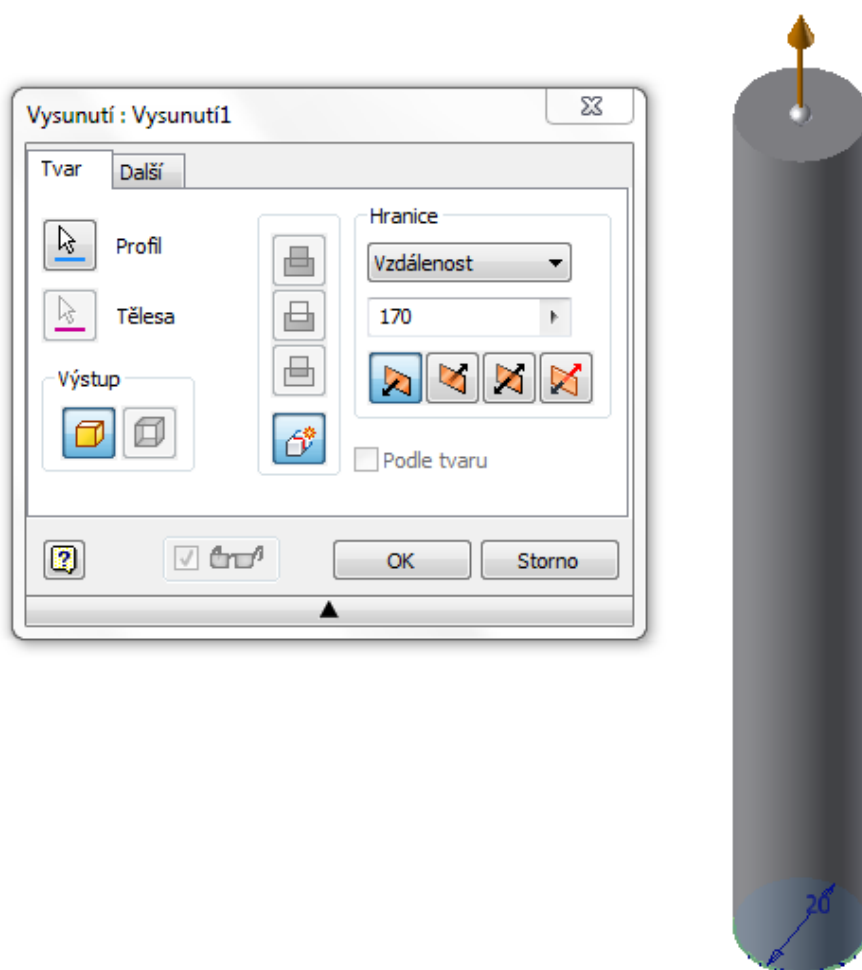 Vysunutí : Vysunutí1
Tvar
Další
Profil
Tělesa
Výstup
Hranice
Vzdálenost
170
Podle tvaru
OK
Storno
20